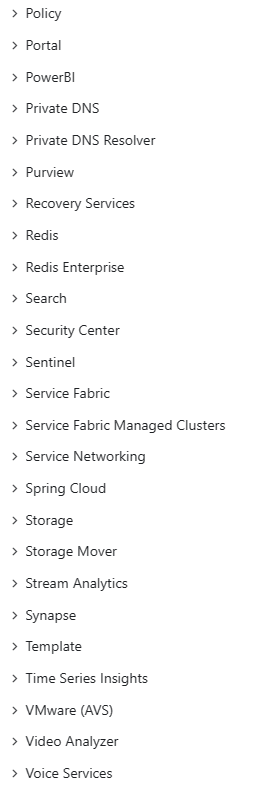 Policy
Portal
PowerBI
Private DNS
Private DNS Resolver
Purview
Recovery Services
Redis
Redis Enterprise
Search
Security Center
Sentinel
Service Fabric
Service Fabric Managed Clusters
Service Networking
Spring Cloud
Storage
Storage Mover
Stream Analytics
Synapse
Template
Time Series Insights
VMware (AVS)
Video Analyzer
Voice Services